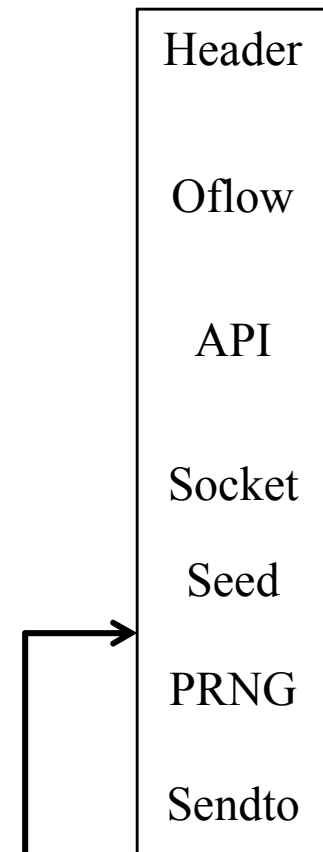 Header
Oflow
API
Socket
Seed
PRNG
Sendto